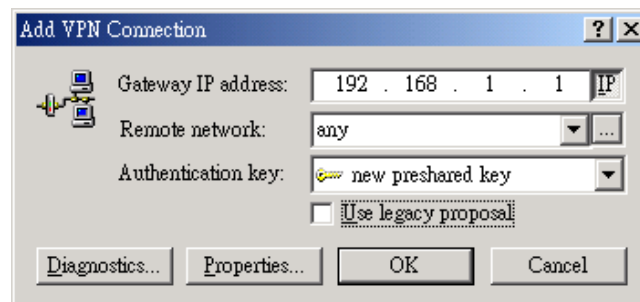 Add VPN Connection
Gateway IP address: 192 . 168 . 1 . 1 IP
Remote network: any ...
Authentication key: new preshared key
Use legacy proposal
Diagnostics... Properties... OK Cancel